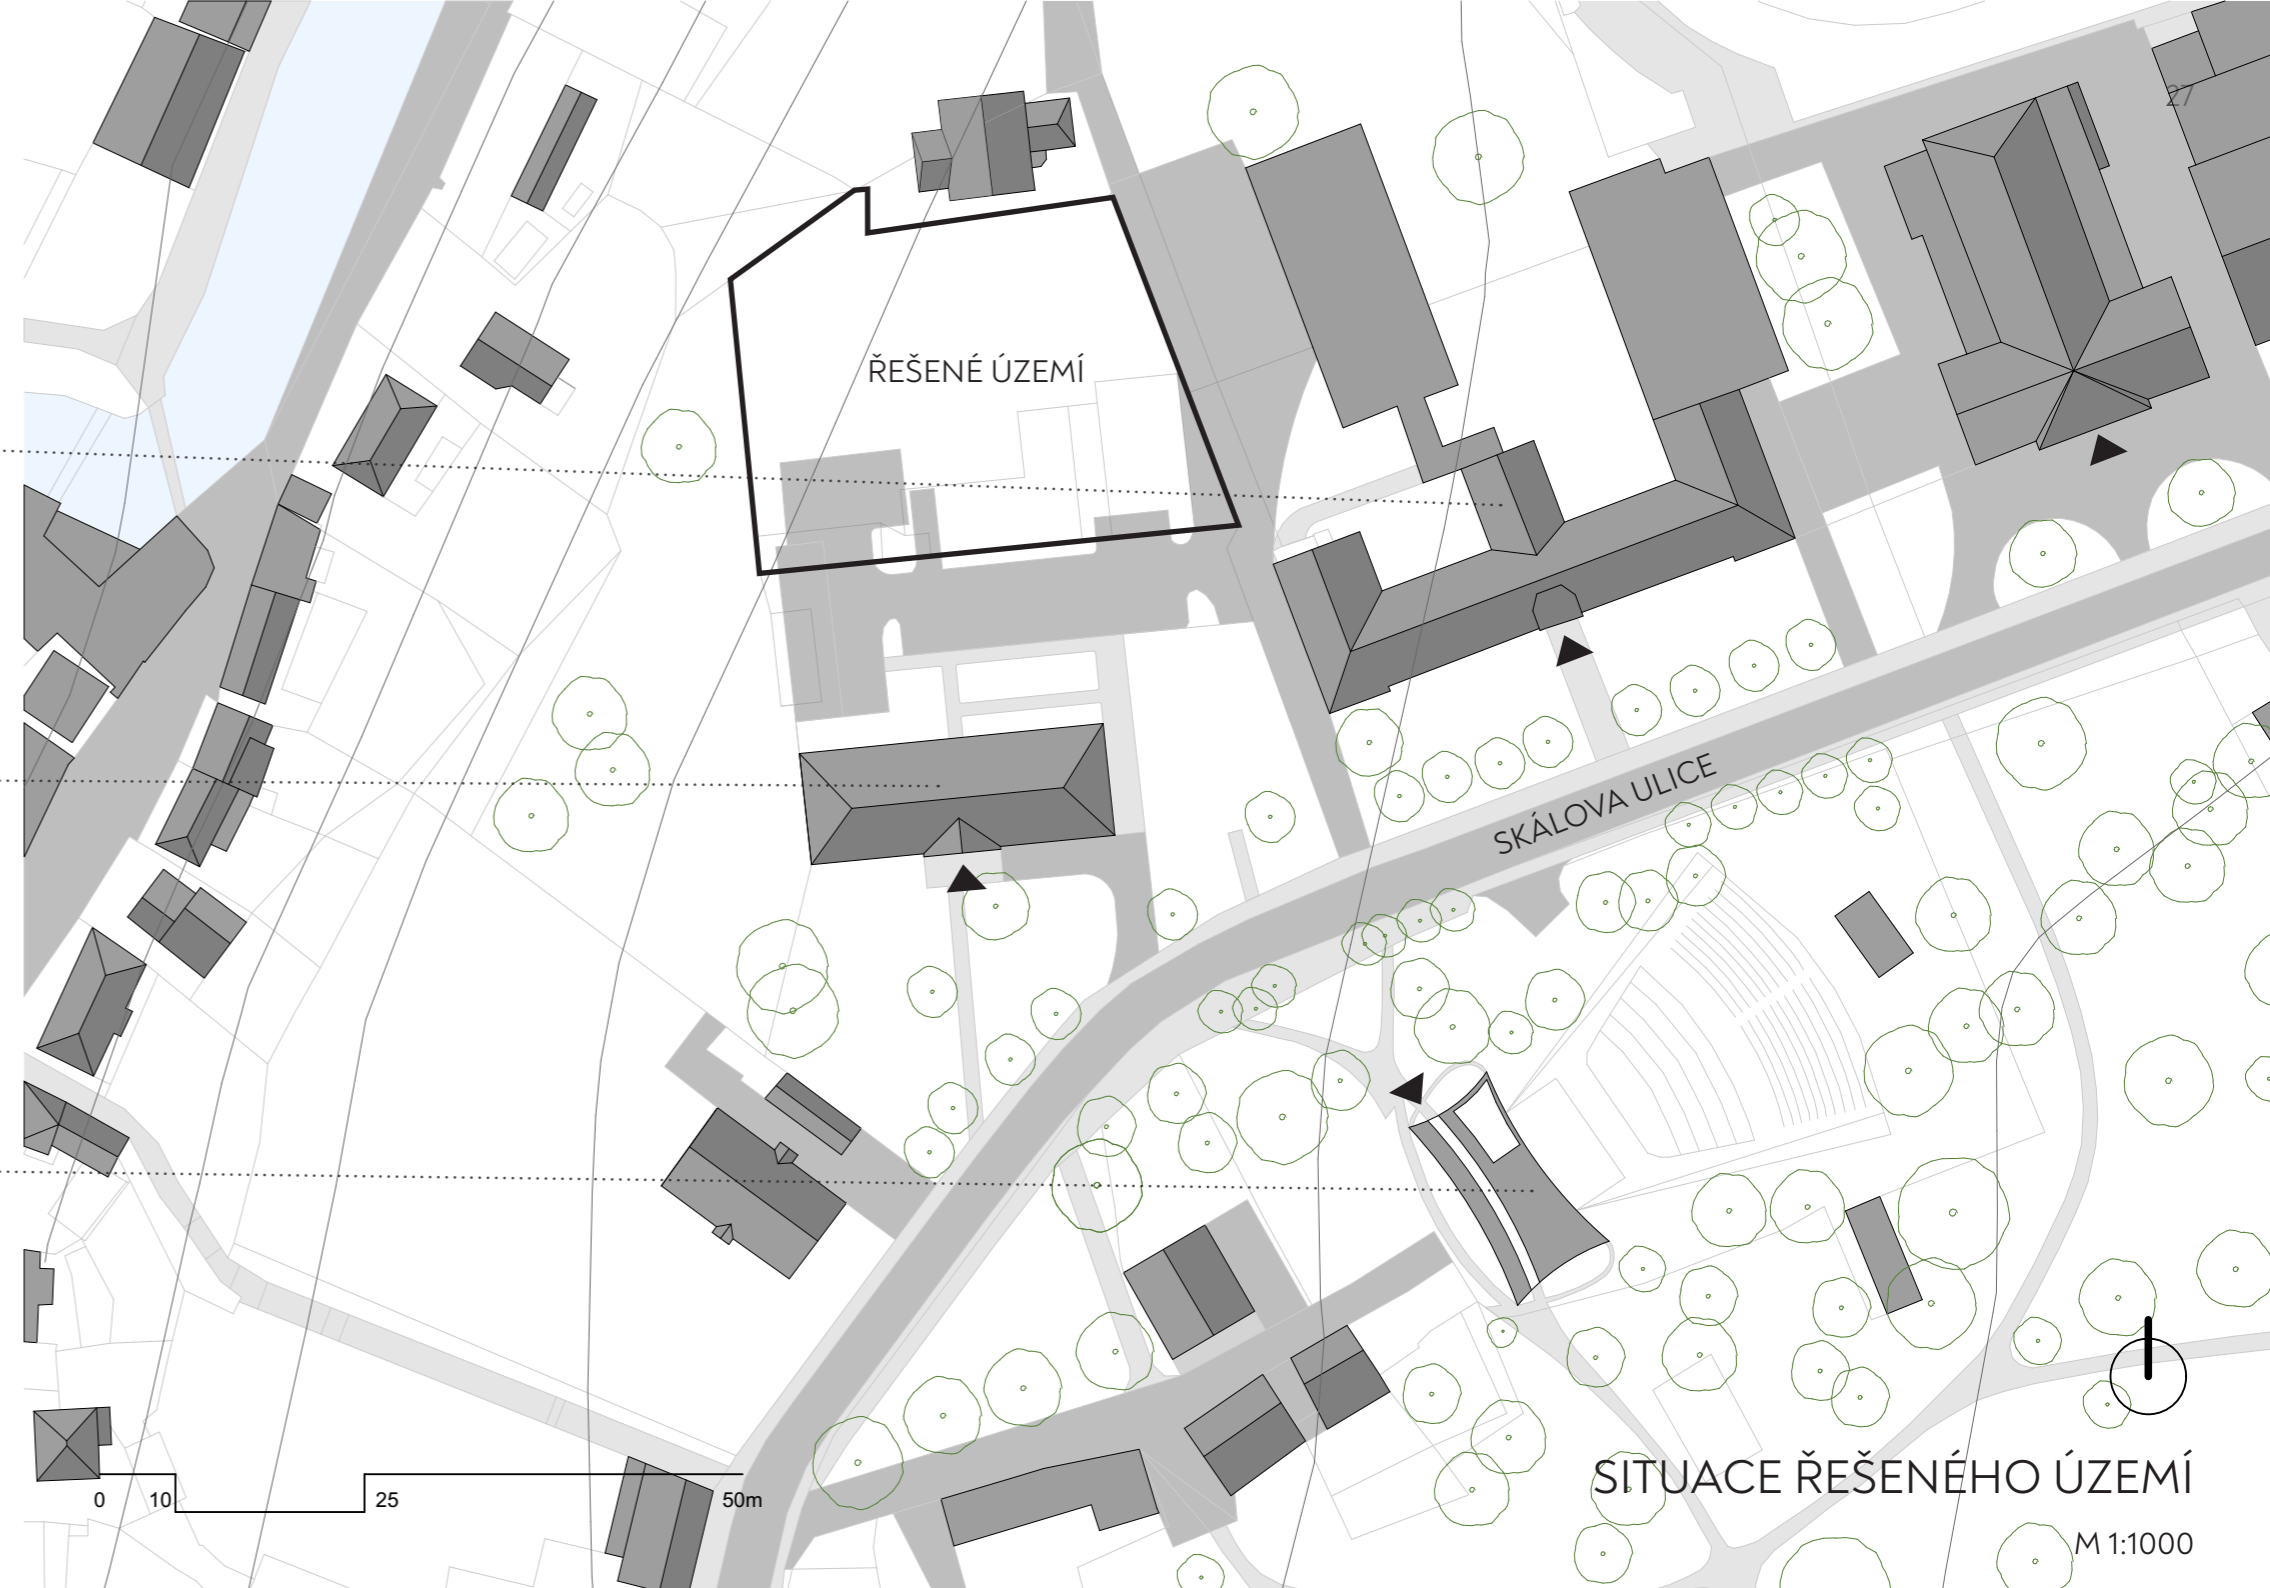 27
ŘEŠENÉ ÚZEMÍ
SKÁLOVA ULICE
0 10 25 50m
SITUACE ŘEŠENÉHO ÚZEMÍ
M 1:1000